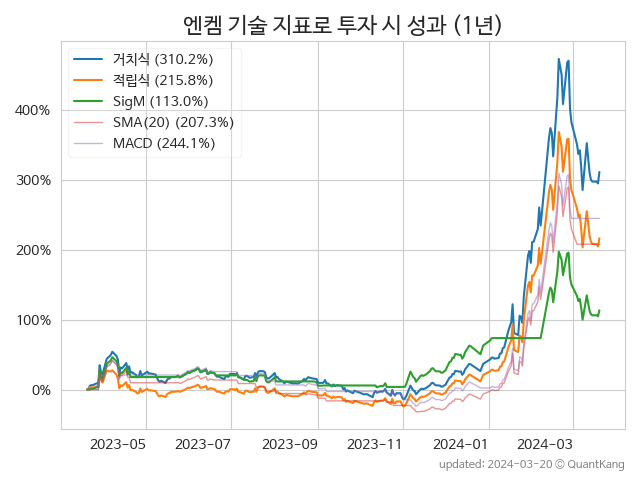 엔켐 기술 지표로 투자 시 성과 (1년)
거치식 (310.2%)
적립식 (215.8%)
SigM (113.0%)
SMA(20) (207.3%)
MACD (244.1%)
400%
300%
200%
100%
0%
2023-05 2023-07 2023-09 2023-11 2024-01 2024-03
updated: 2024-03-20 © QuantKang